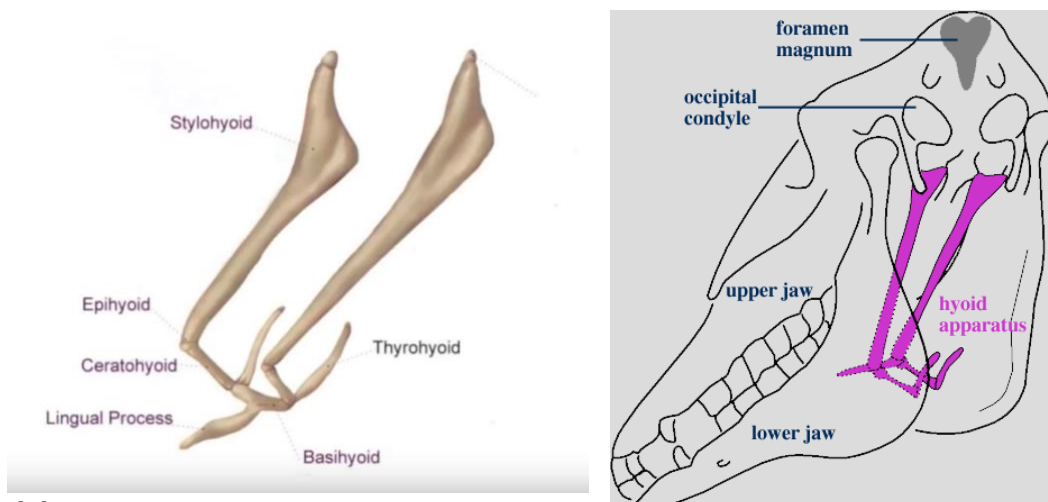 Stylohyoid
Epihyoid
Ceratohyoid
Thyrohyoid
Lingual Process
Basihyoid
foramen
magnum
occipital
condyle
upper jaw
hyoid
apparatus
lower jaw